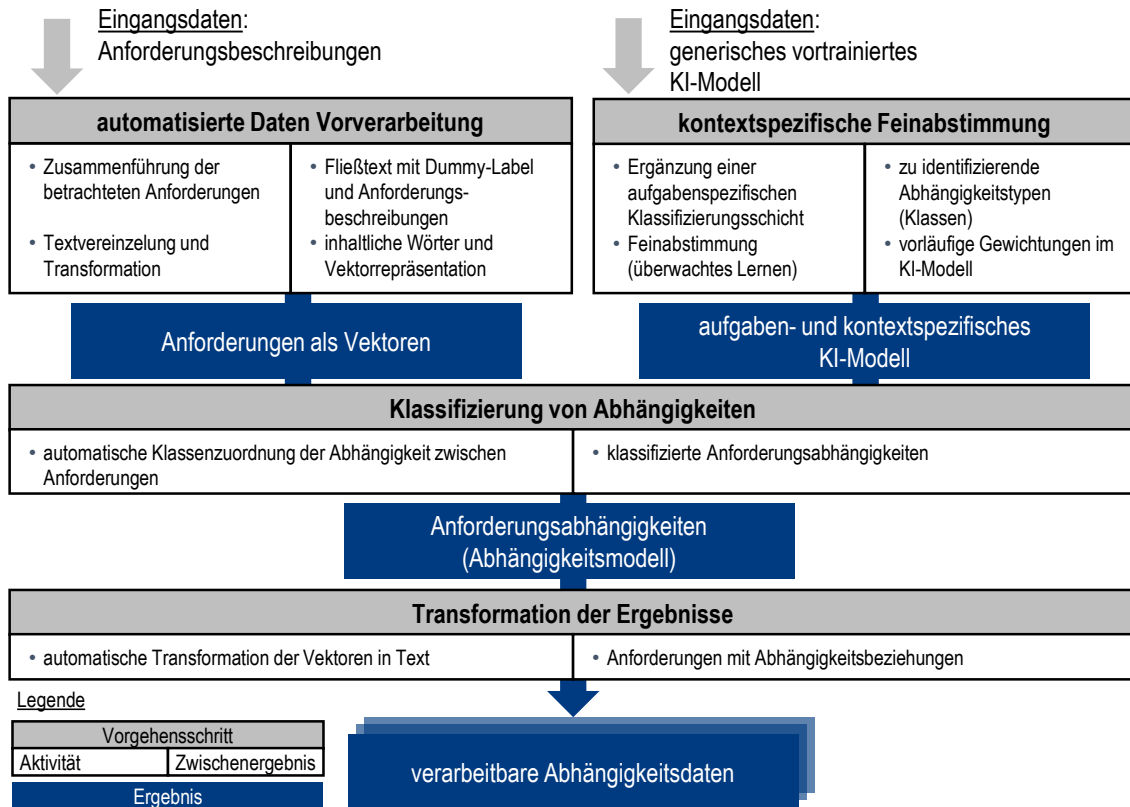 Eingangsdaten:
Anforderungsbeschreibungen
Eingangsdaten:
generisches vortrainiertes
KI-Modell
automatisierte Daten Vorverarbeitung
• Zusammenführung der
betrachteten Anforderungen
• Textvereinzelung und
Transformation
• Fließtext mit Dummy-Label
und Anforderungs-
beschreibungen
• inhaltliche Wörter und
Vektorrepräsentation
kontextspezifische Feinabstimmung
• Ergänzung einer
aufgabenspezifischen
Klassifizierungsschicht
• Feinabstimmung
(überwachtes Lernen)
• zu identifizierende
Abhängigkeitstypen
(Klassen)
• vorläufige Gewichtungen im
KI-Modell
Anforderungen als Vektoren
aufgaben- und kontextspezifisches
KI-Modell
Klassifizierung von Abhängigkeiten
• automatische Klassenzuordnung der Abhängigkeit zwischen
Anforderungen
• klassifizierte Anforderungsabhängigkeiten
Anforderungsabhängigkeiten
(Abhängigkeitsmodell)
Transformation der Ergebnisse
• automatische Transformation der Vektoren in Text
• Anforderungen mit Abhängigkeitsbeziehungen
Legende
Vorgehensschritt
Aktivität
Zwischenergebnis
Ergebnis
verarbeitbare Abhängigkeitsdaten